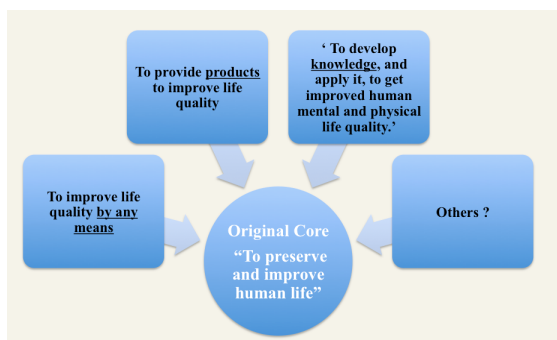 To provide products
to improve life
quality
‘ To develop
knowledge, and
apply it, to get
improved human
mental and physical
life quality.’
To improve life
quality by any
means
Others ?
Original Core
“To preserve
and improve
human life”